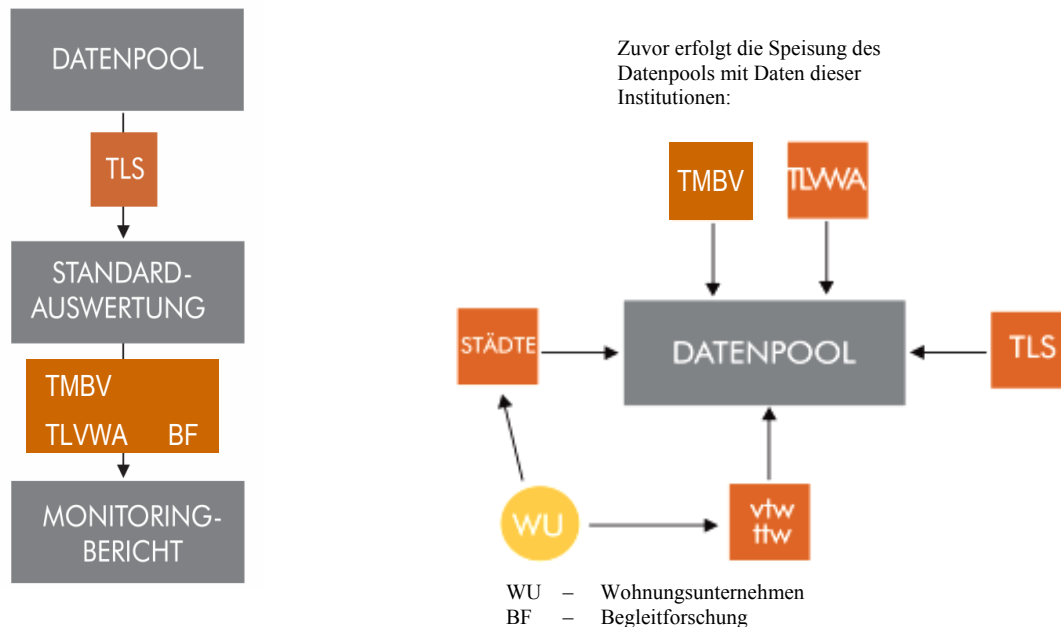 DATENPOOL
TLS
STANDARD-
AUSWERTUNG
TMBV
TLVWA BF
MONITORING-
BERICHT
Zuvor erfolgt die Speisung des
Datenpools mit Daten dieser
Institutionen:
TMBV
TLVWA
STÄDTE
DATENPOOL
TLS
WU
vtw
ttw
WU – Wohnungsunternehmen
BF – Begleitforschung